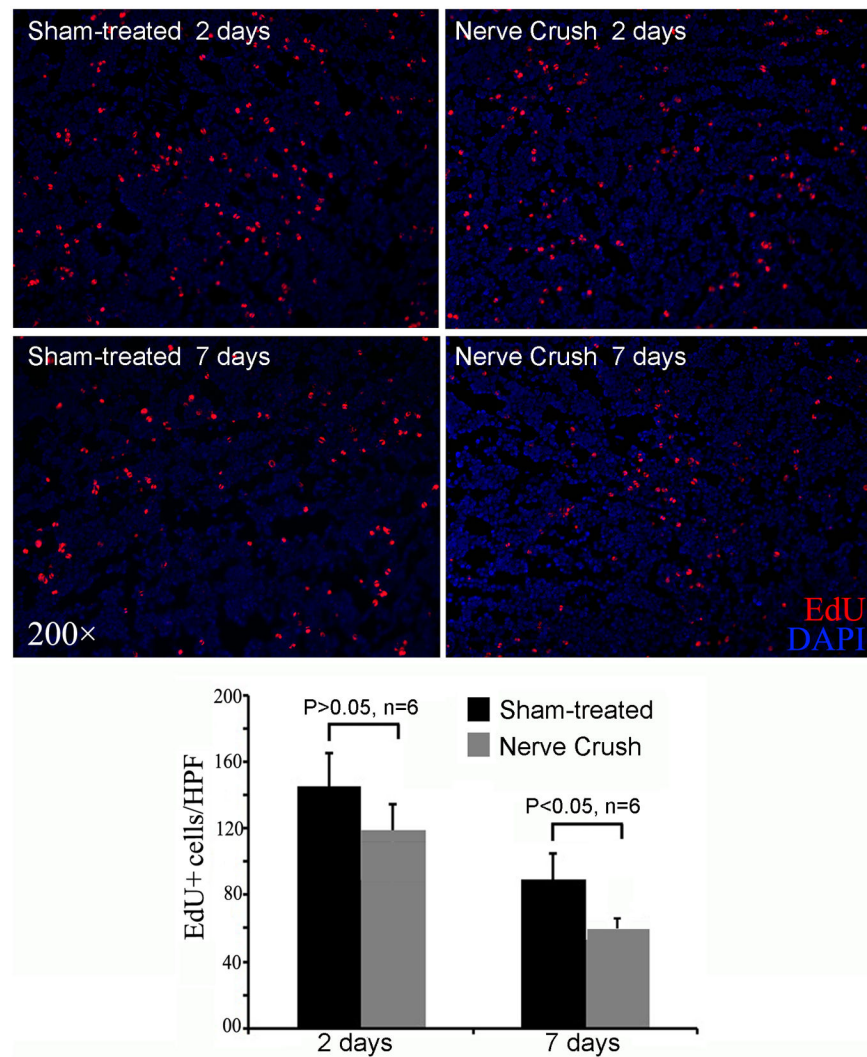 Sham-treated 2 days
Nerve Crush 2 days
Sham-treated 7 days
Nerve Crush 7 days
200×
EdU
DAPI
200
160
120
80
60
40
00
EdU+ cells/HPF
P>0.05, n=6
P<0.05, n=6
Sham-treated
Nerve Crush
2 days
7 days